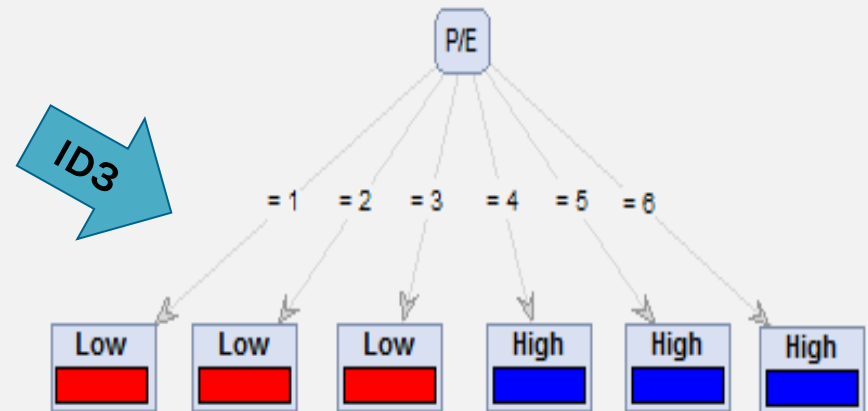 P/E
ID3
= 1 = 2 = 3 = 4 = 5 = 6
Low Low Low High High High